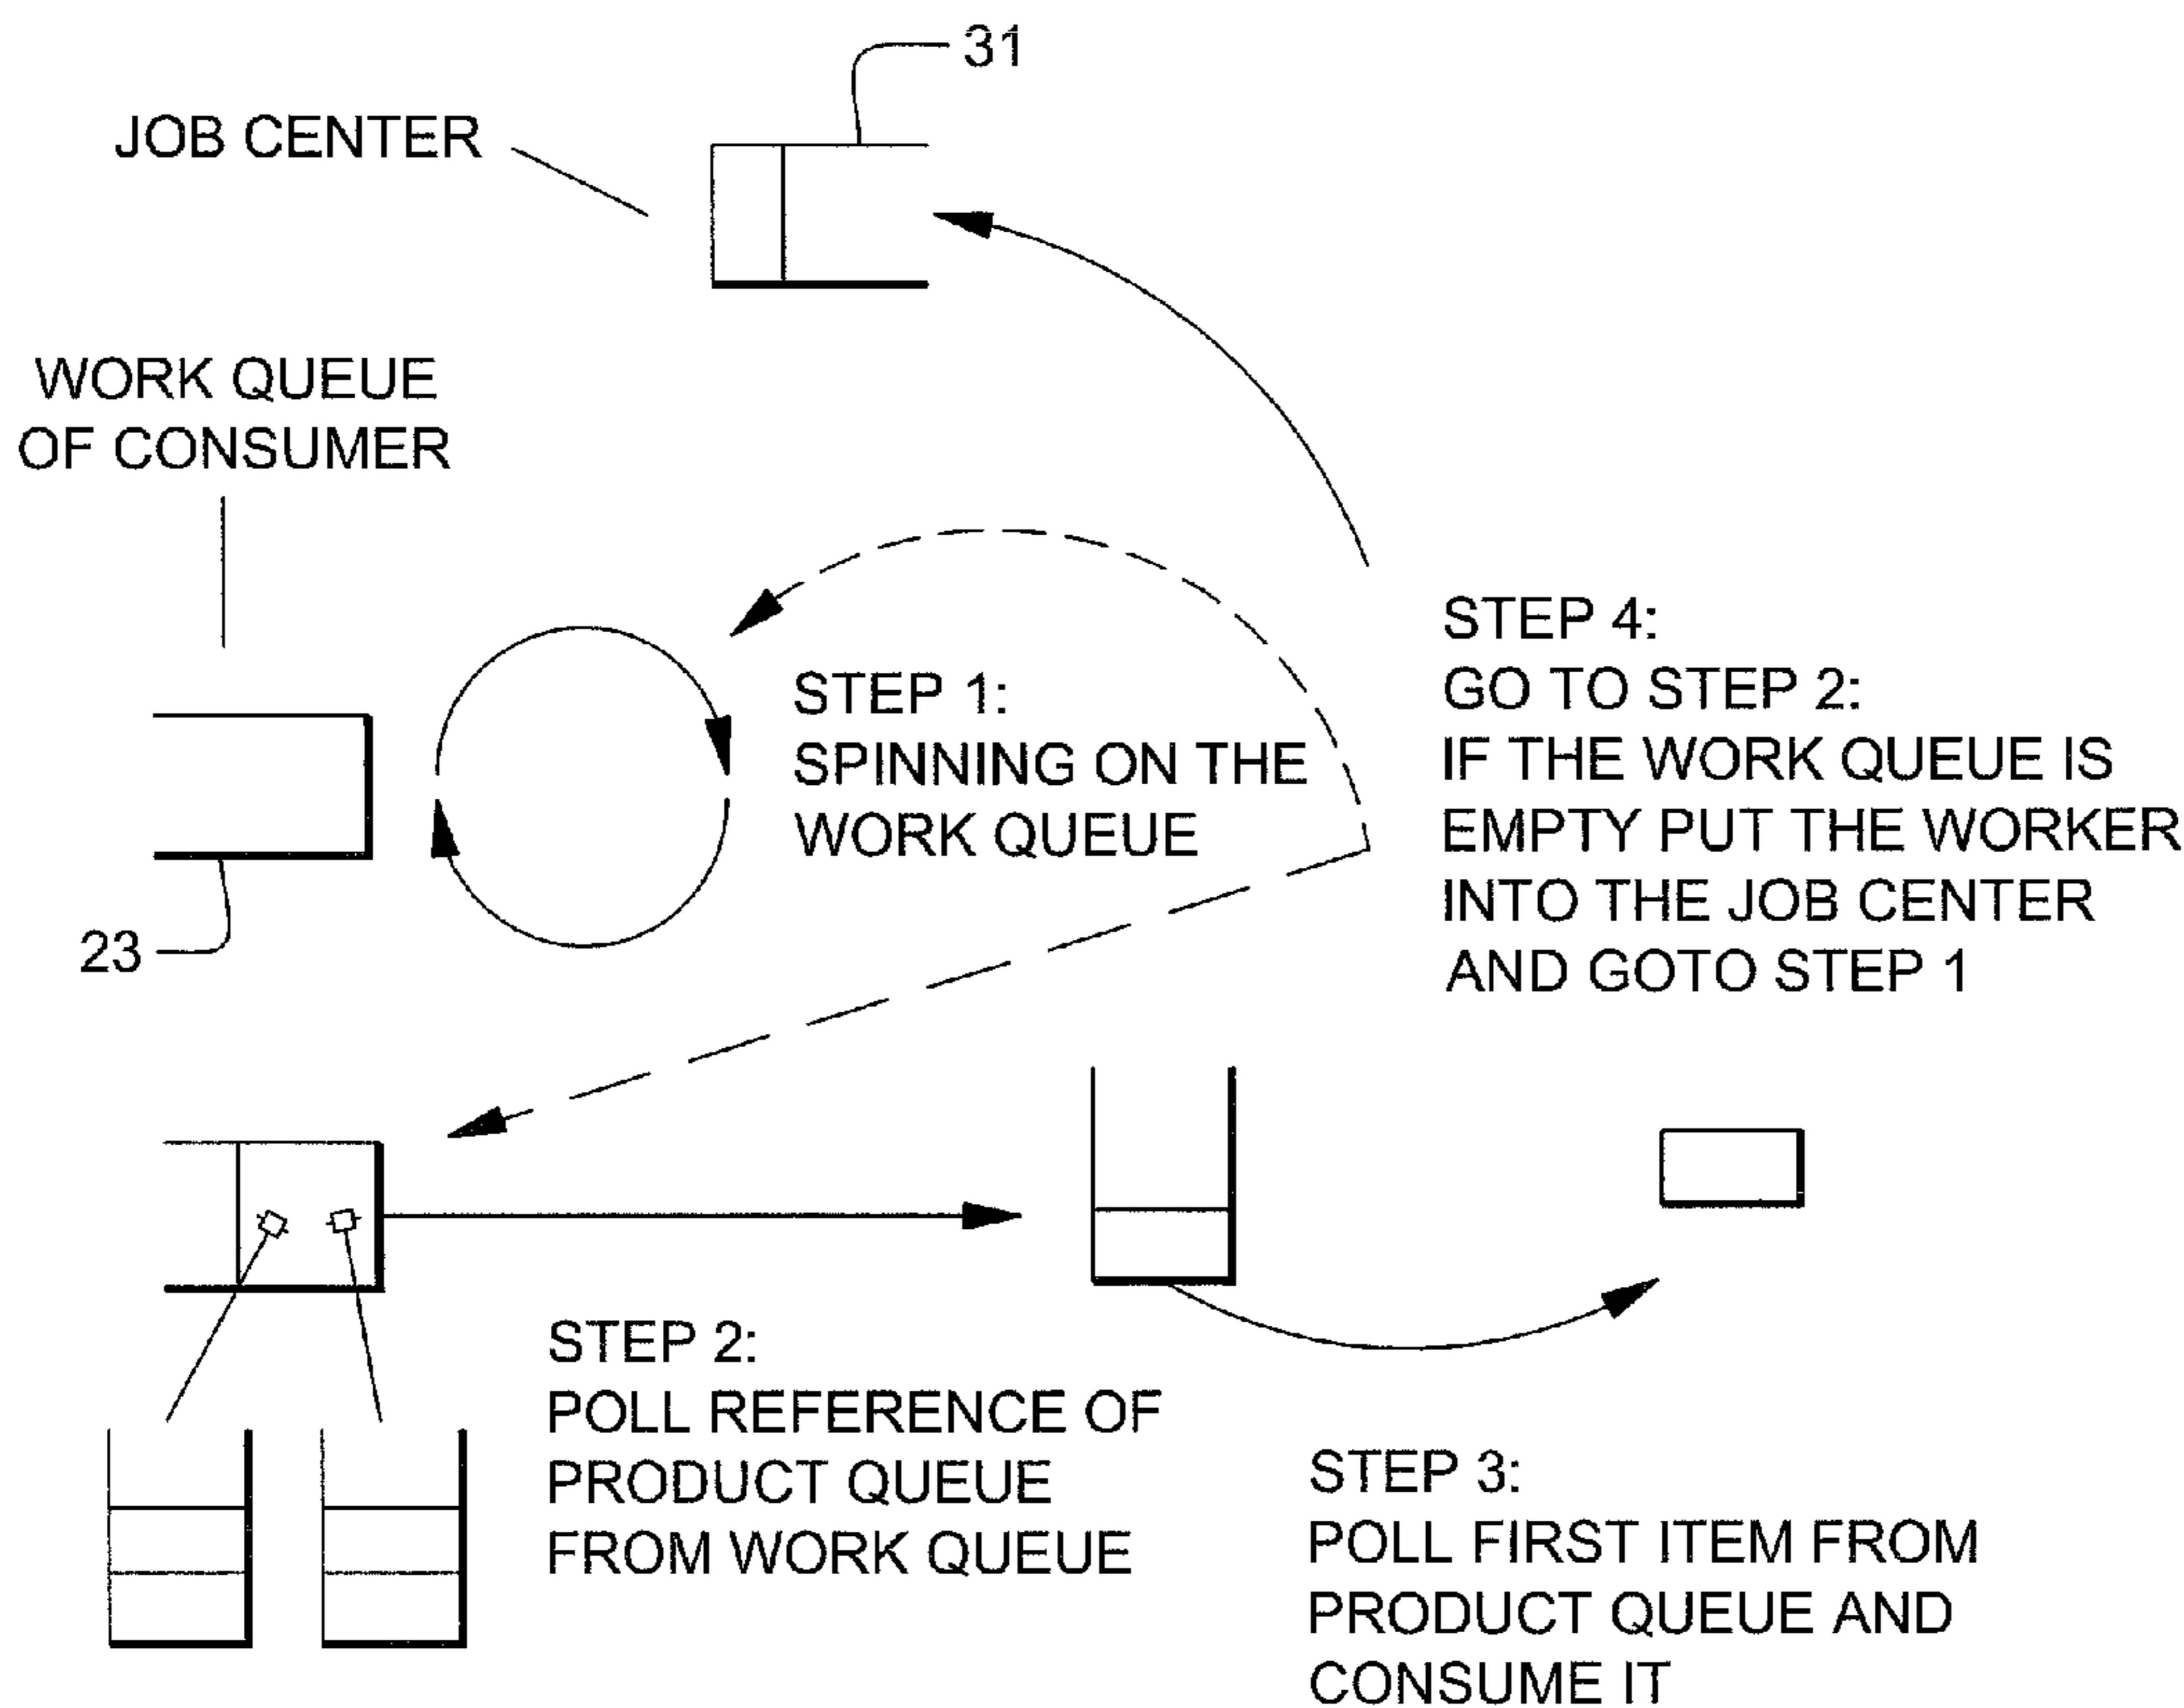 31
JOB CENTER
WORK QUEUE
OF CONSUMER
STEP 1:
SPINNING ON THE
WORK QUEUE
23
STEP 4:
GO TO STEP 2:
IF THE WORK QUEUE IS
EMPTY PUT THE WORKER
INTO THE JOB CENTER
AND GOTO STEP 1
STEP 2:
POLL REFERENCE OF
PRODUCT QUEUE
FROM WORK QUEUE
STEP 3:
POLL FIRST ITEM FROM
PRODUCT QUEUE AND
CONSUME IT